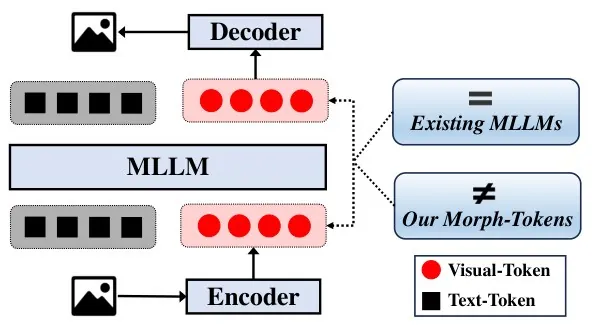 Decoder
=
Existing MLLMs
MLLM
≠
Our Morph-Tokens
Visual-Token
Encoder
Text-Token